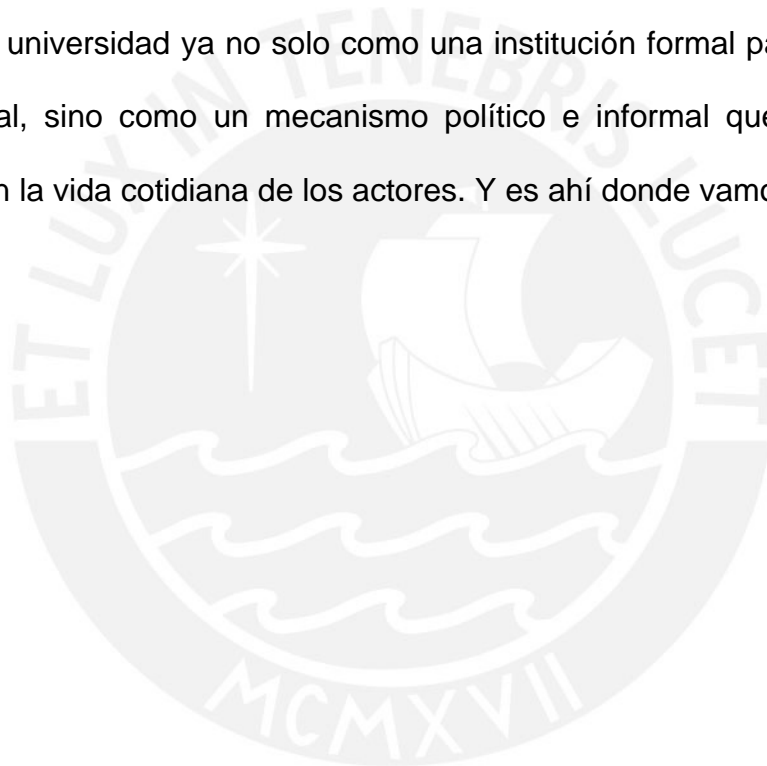 universidad ya no solo como una institución formal pa
al, sino como un mecanismo político e informal que
n la vida cotidiana de los actores. Y es ahí donde vamo
ET LUX IN TENEBRIS LUCET
MCMXVII